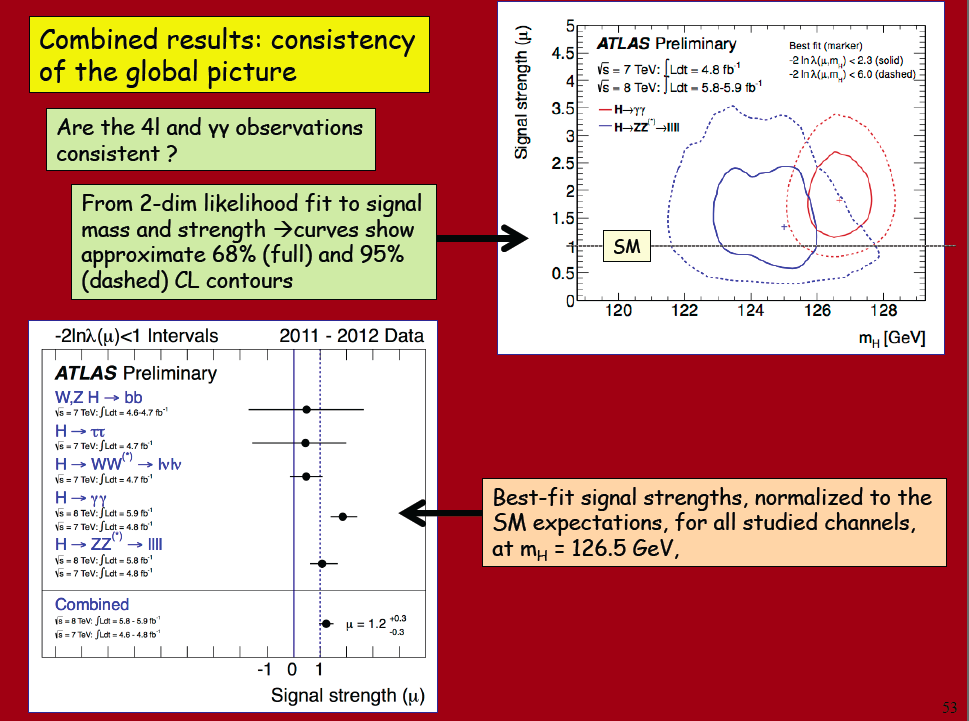 Combined results: consistency
of the global picture
Are the 4l and γγ observations
consistent ?
From 2-dim likelihood fit to signal
mass and strength →curves show
approximate 68% (full) and 95%
(dashed) CL contours
Signal strength (μ)
5
4.5
4
3.5
3
2.5
2
1.5
1
0.5
0
ATLAS Preliminary
√s = 7 TeV: ∫Ldt = 4.8 fb⁻¹
√s = 8 TeV: ∫Ldt = 5.8-5.9 fb⁻¹
H→γγ
H→ZZ⁽*⁾→llll
Best fit (marker)
-2 ln λ(μ,m_H) < 2.3 (solid)
-2 ln λ(μ,m_H) < 6.0 (dashed)
SM
120 122 124 126 128
m_H [GeV]
-2lnλ(μ)<1 Intervals 2011 - 2012 Data
ATLAS Preliminary
W,Z H → bb
√s = 7 TeV: ∫Ldt = 4.6-4.7 fb⁻¹
H → ττ
√s = 7 TeV: ∫Ldt = 4.7 fb⁻¹
H → WW⁽*⁾ → lνlν
√s = 7 TeV: ∫Ldt = 4.7 fb⁻¹
H → γγ
√s = 8 TeV: ∫Ldt = 5.9 fb⁻¹
√s = 7 TeV: ∫Ldt = 4.8 fb⁻¹
H → ZZ⁽*⁾ → llll
√s = 8 TeV: ∫Ldt = 5.8 fb⁻¹
√s = 7 TeV: ∫Ldt = 4.8 fb⁻¹
Combined
√s = 8 TeV: ∫Ldt = 5.8 - 5.9 fb⁻¹
√s = 7 TeV: ∫Ldt = 4.6 - 4.8 fb⁻¹
μ = 1.2 +0.3
-0.3
-1 0 1
Signal strength (μ)
Best-fit signal strengths, normalized to the
SM expectations, for all studied channels,
at m_H = 126.5 GeV,
53